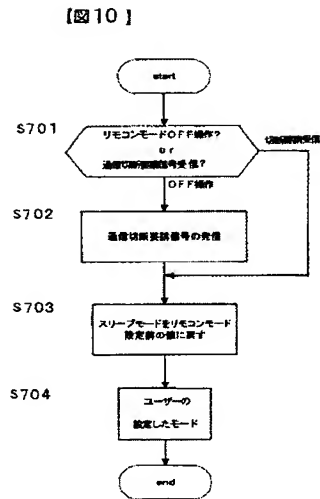 【図10】
start
S701
リモコンモードOFF操作?
or
通信切断要請信号受信?
切断要請受信
OFF操作
S702
通信切断要請信号の発信
S703
スリープモードをリモコンモード
設定前の値に戻す
S704
ユーザーの
設定したモード
end